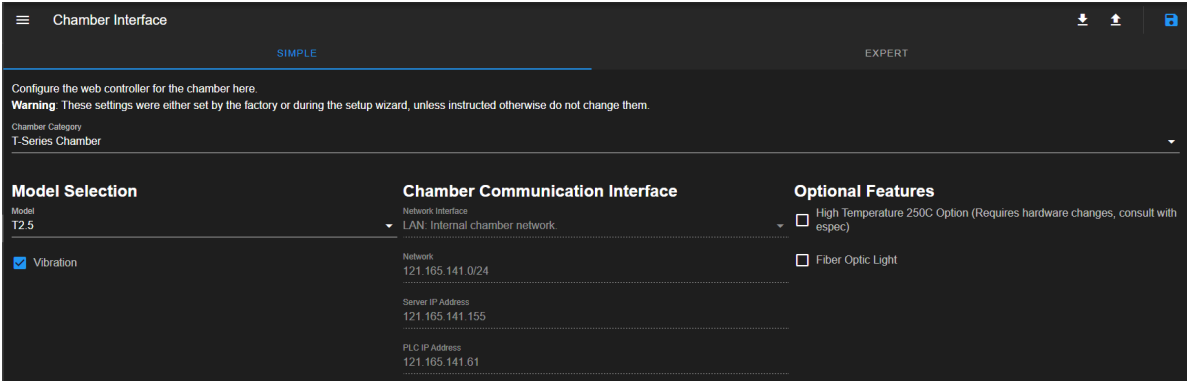 Chamber Interface
SIMPLE
EXPERT
Configure the web controller for the chamber here.
Warning: These settings were either set by the factory or during the setup wizard, unless instructed otherwise do not change them.
Chamber Category
T-Series Chamber
Model Selection
Model
T2.5
Vibration
Chamber Communication Interface
Network Interface
LAN: Internal chamber network.
Network
121.165.141.0/24
Server IP Address
121.165.141.155
PLC IP Address
121.165.141.61
Optional Features
High Temperature 250C Option (Requires hardware changes, consult with
espec)
Fiber Optic Light